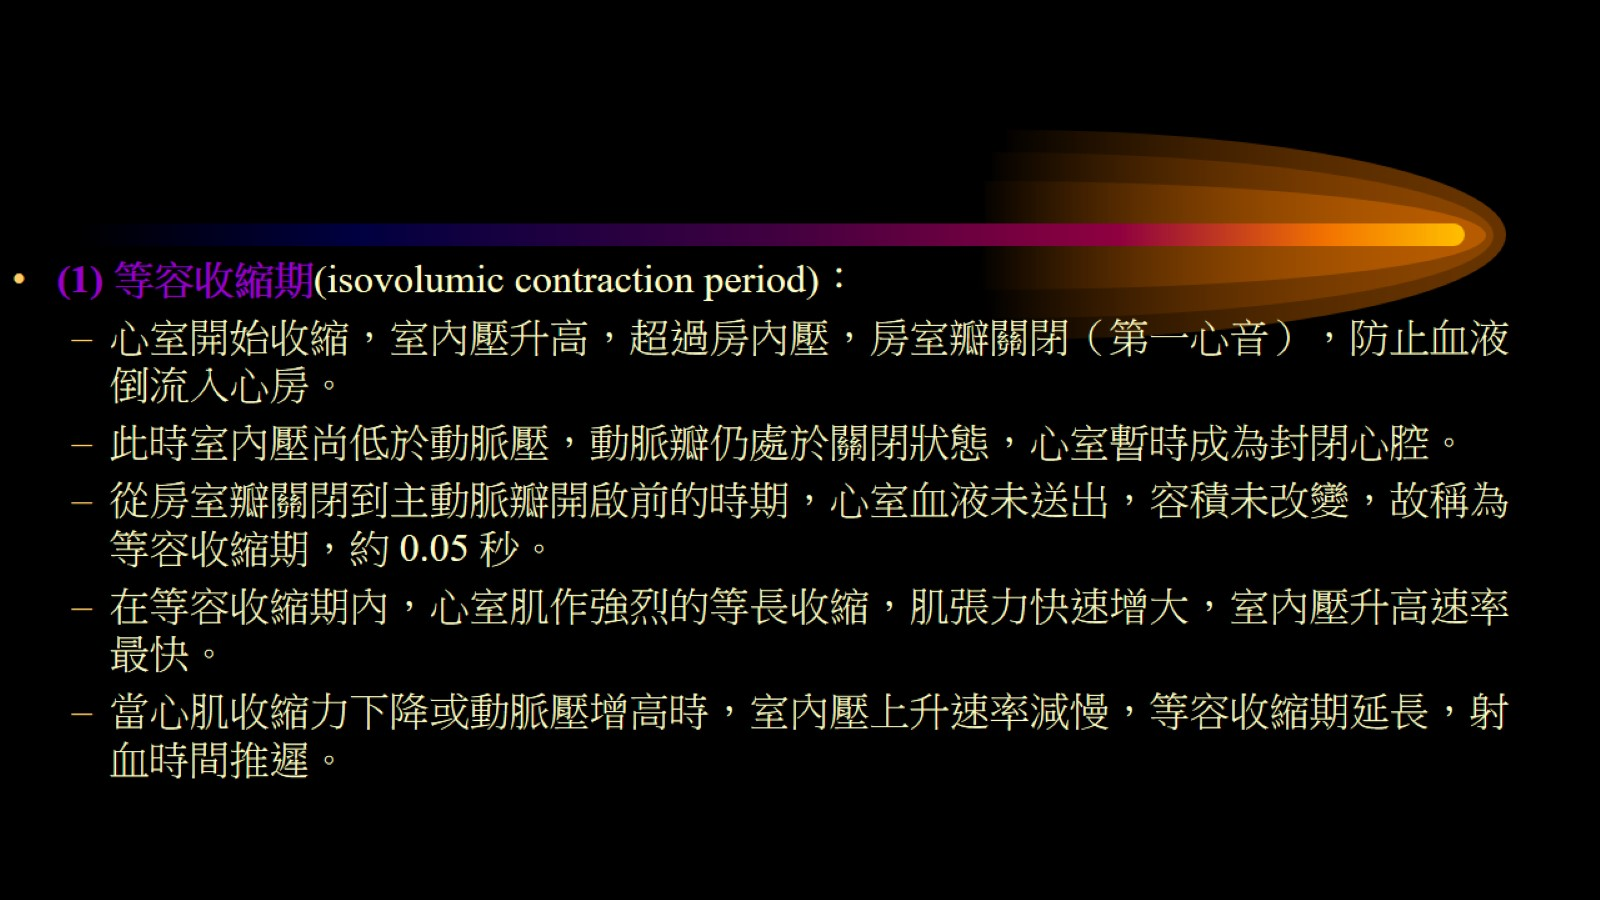 • (1) 等容收縮期(isovolumic contraction period)：
– 心室開始收縮，室內壓升高，超過房內壓，房室瓣關閉（第一心音），防止血液
倒流入心房。
– 此時室內壓尚低於動脈壓，動脈瓣仍處於關閉狀態，心室暫時成為封閉心腔。
– 從房室瓣關閉到主動脈瓣開啟前的時期，心室血液未送出，容積未改變，故稱為
等容收縮期，約 0.05 秒。
– 在等容收縮期內，心室肌作強烈的等長收縮，肌張力快速增大，室內壓升高速率
最快。
– 當心肌收縮力下降或動脈壓增高時，室內壓上升速率減慢，等容收縮期延長，射
血時間推遲。